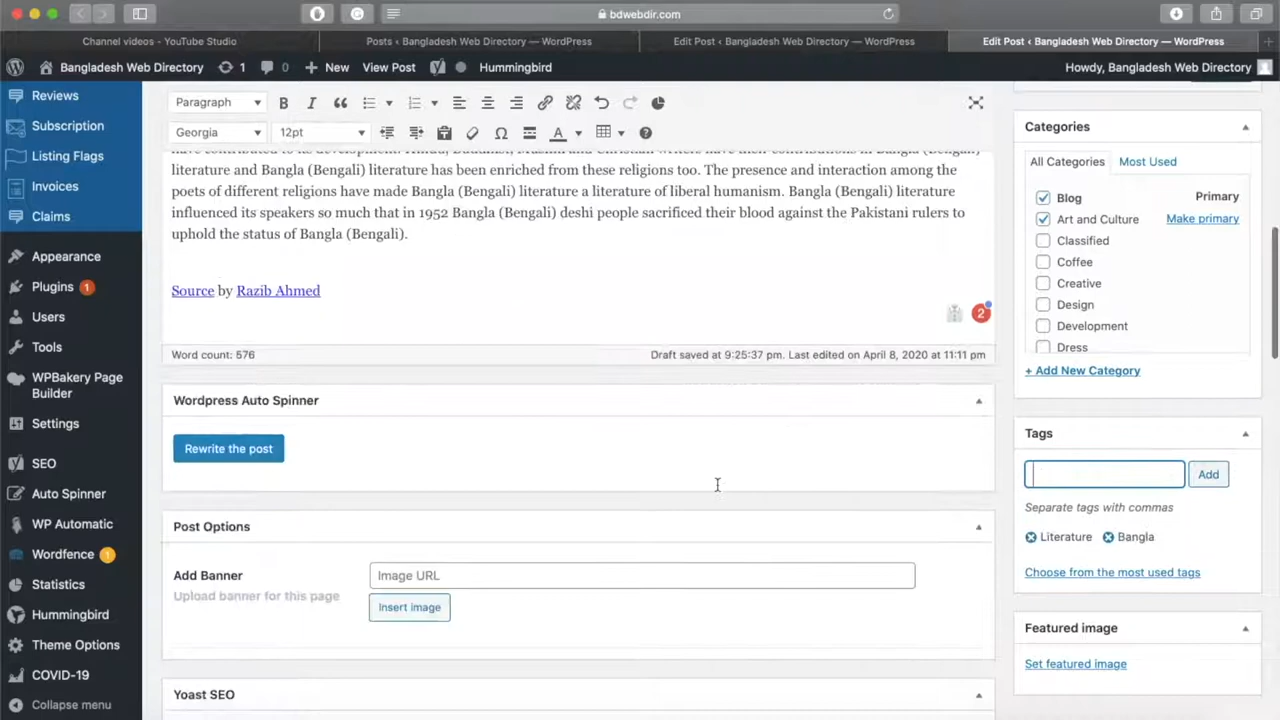 bdwebdir.com
Channel videos - YouTube Studio
Posts ‹ Bangladesh Web Directory — WordPress
Edit Post ‹ Bangladesh Web Directory — WordPress
Edit Post ‹ Bangladesh Web Directory — WordPress
Bangladesh Web Directory
1
0
New
View Post
Hummingbird
Howdy, Bangladesh Web Directory
Reviews
Subscription
Listing Flags
Invoices
Claims
Appearance
Plugins 1
Users
Tools
WPBakery Page
Builder
Settings
SEO
Auto Spinner
WP Automatic
Wordfence 1
Statistics
Hummingbird
Theme Options
COVID-19
Collapse menu
Paragraph
Georgia
12pt
literature and Bangla (Bengali) literature has been enriched from these religions too. The presence and interaction among the
poets of different religions have made Bangla (Bengali) literature a literature of liberal humanism. Bangla (Bengali) literature
influenced its speakers so much that in 1952 Bangla (Bengali) deshi people sacrificed their blood against the Pakistani rulers to
uphold the status of Bangla (Bengali).
Source by Razib Ahmed
2
Word count: 576
Draft saved at 9:25:37 pm. Last edited on April 8, 2020 at 11:11 pm
Wordpress Auto Spinner
Rewrite the post
Post Options
Add Banner
Upload banner for this page
Image URL
Insert image
Yoast SEO
Categories
All Categories
Most Used
Blog
Primary
Art and Culture
Make primary
Classified
Coffee
Creative
Design
Development
Dress
+ Add New Category
Tags
Add
Separate tags with commas
Literature
Bangla
Choose from the most used tags
Featured image
Set featured image